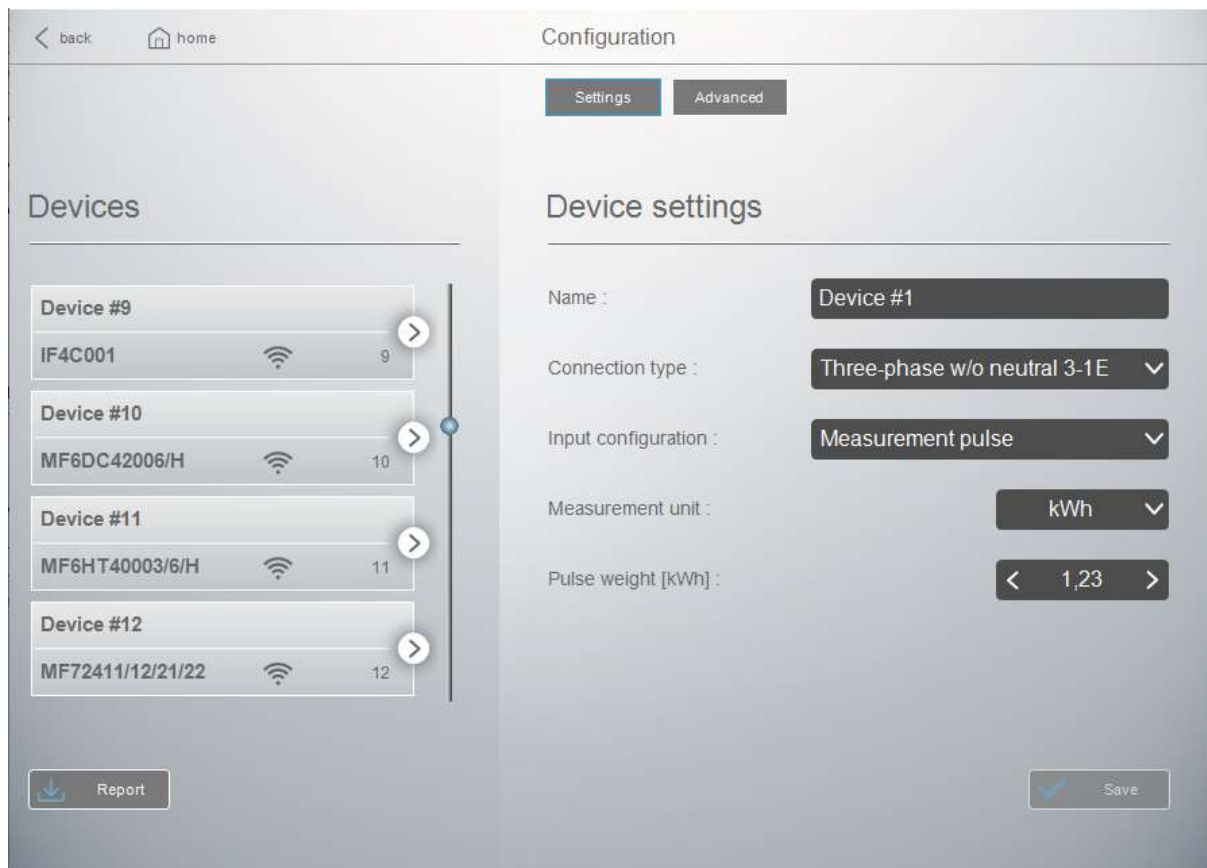 back home Configuration
Settings Advanced
Devices
Device #9
IF4C001 9
Device #10
MF6DC42006/H 10
Device #11
MF6HT40003/6/H 11
Device #12
MF72411/12/21/22 12
Report
Device settings
Name : Device #1
Connection type : Three-phase w/o neutral 3-1E
Input configuration : Measurement pulse
Measurement unit : kWh
Pulse weight [kWh] : 1,23
Save